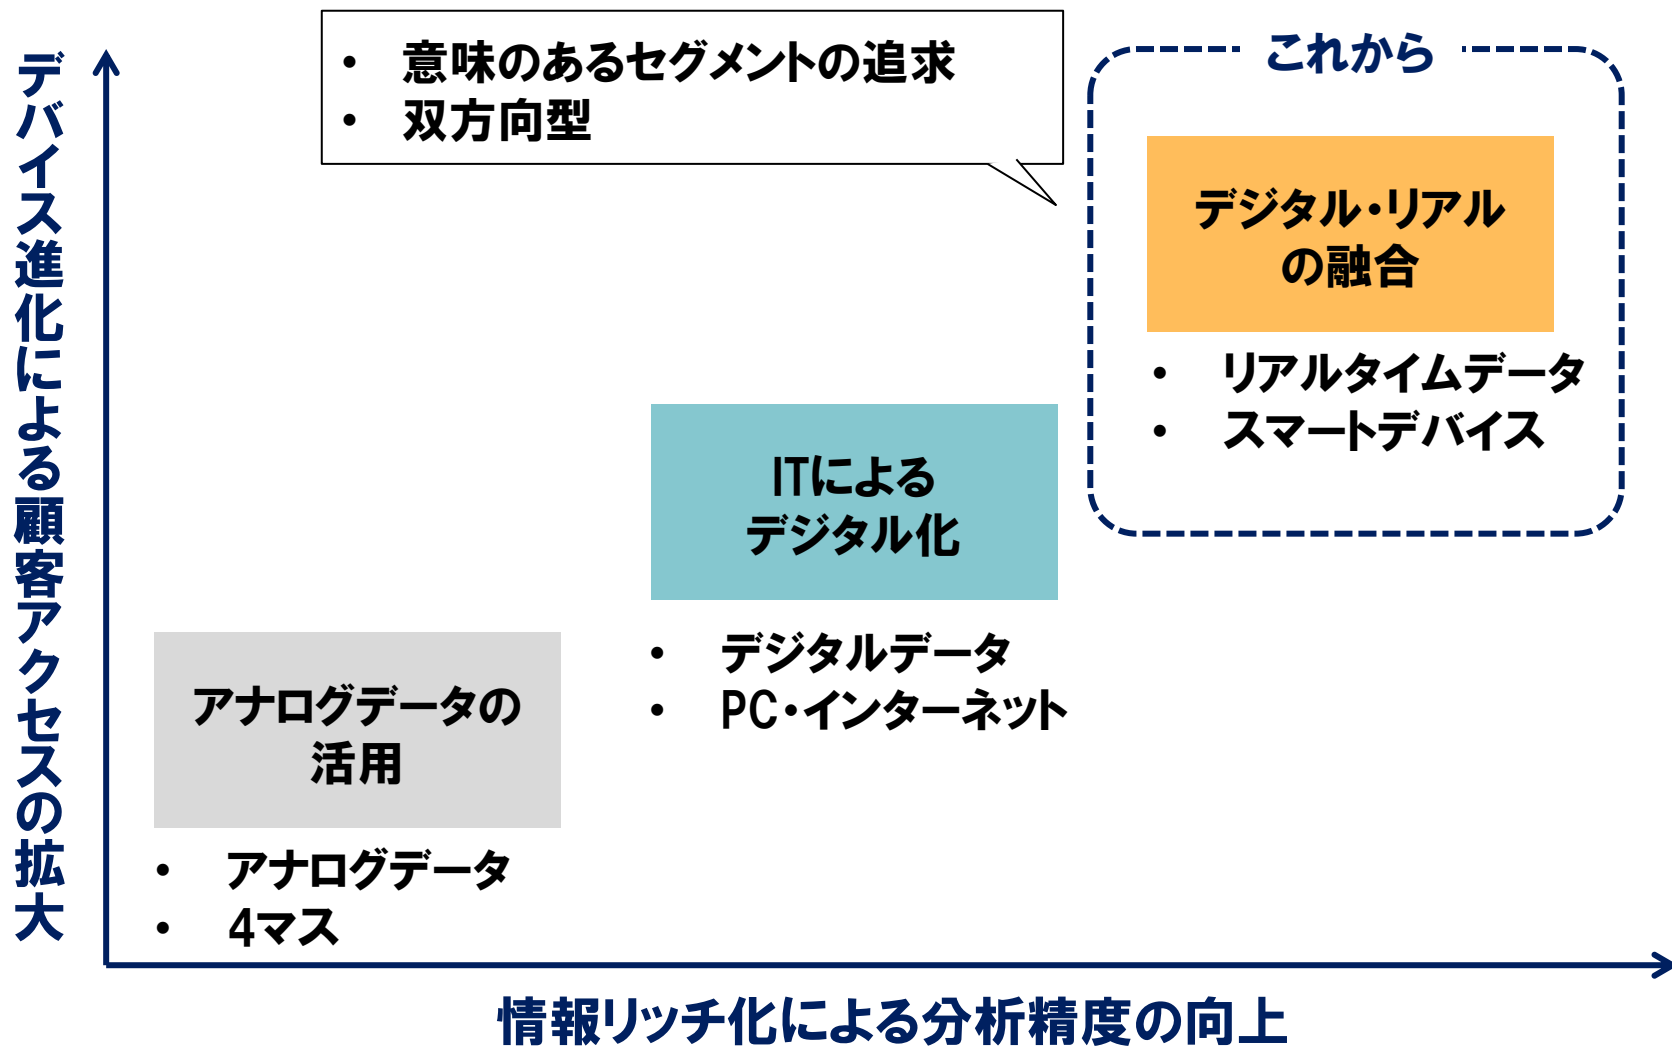 デバイス進化による顧客アクセスの拡大
• 意味のあるセグメントの追求
• 双方向型
これから
デジタル・リアル
の融合
• リアルタイムデータ
• スマートデバイス
ITによる
デジタル化
• デジタルデータ
• PC・インターネット
アナログデータの
活用
• アナログデータ
• 4マス
情報リッチ化による分析精度の向上